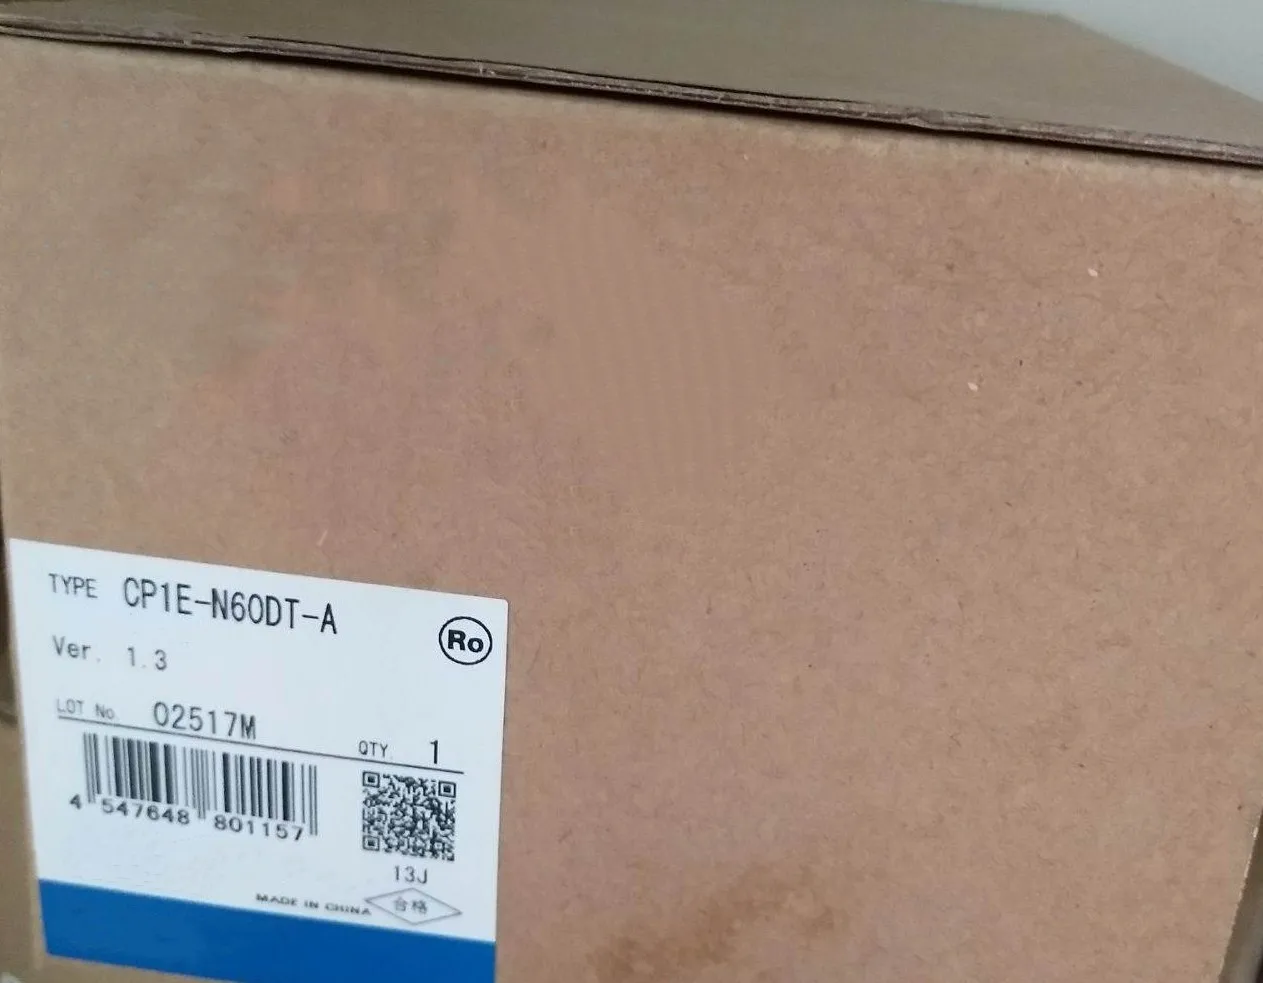 TYPE CP1E-N60DT-A
Ro
Ver. 1.3
LOT No. 02517M
QTY. 1
4 547648 801157
13J
MADE IN CHINA
合格